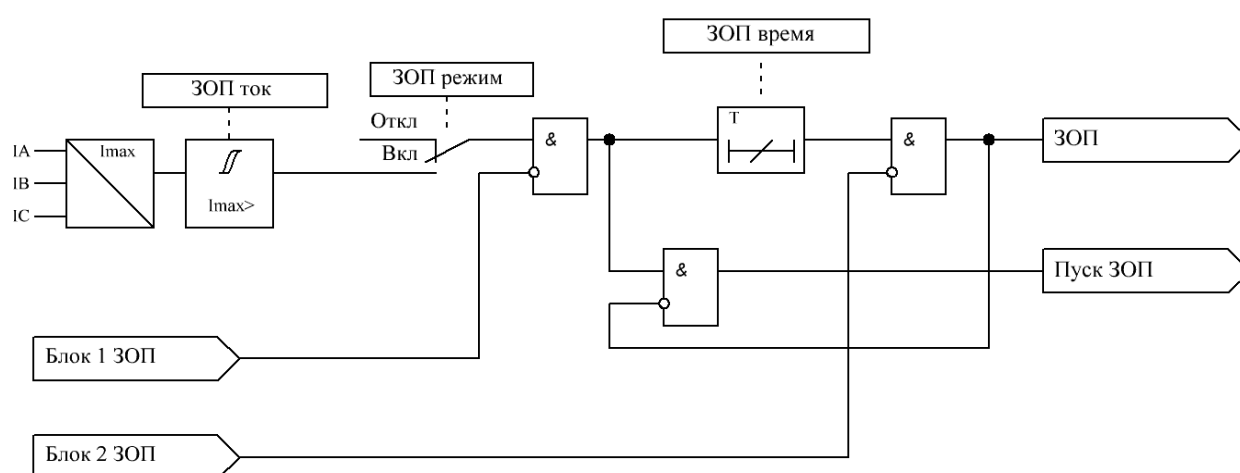 ЗОП время
ЗОП режим
ЗОП ток
Откл
Вкл
&
T
&
ЗОП
IA
IB
IC
Imax
Imax>
&
Пуск ЗОП
Блок 1 ЗОП
Блок 2 ЗОП